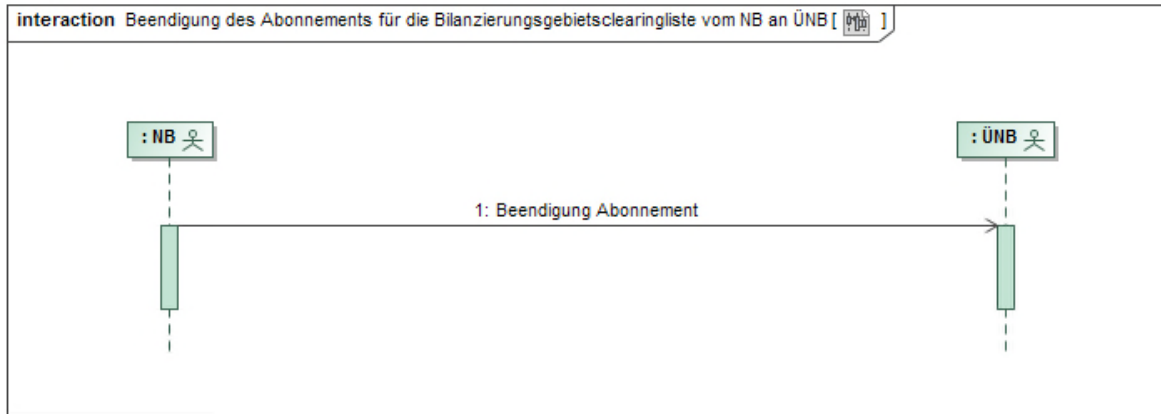 interaction Beendigung des Abonnements für die Bilanzierungsgebietsclearingliste vom NB an ÜNB [ ]
: NB
: ÜNB
1: Beendigung Abonnement